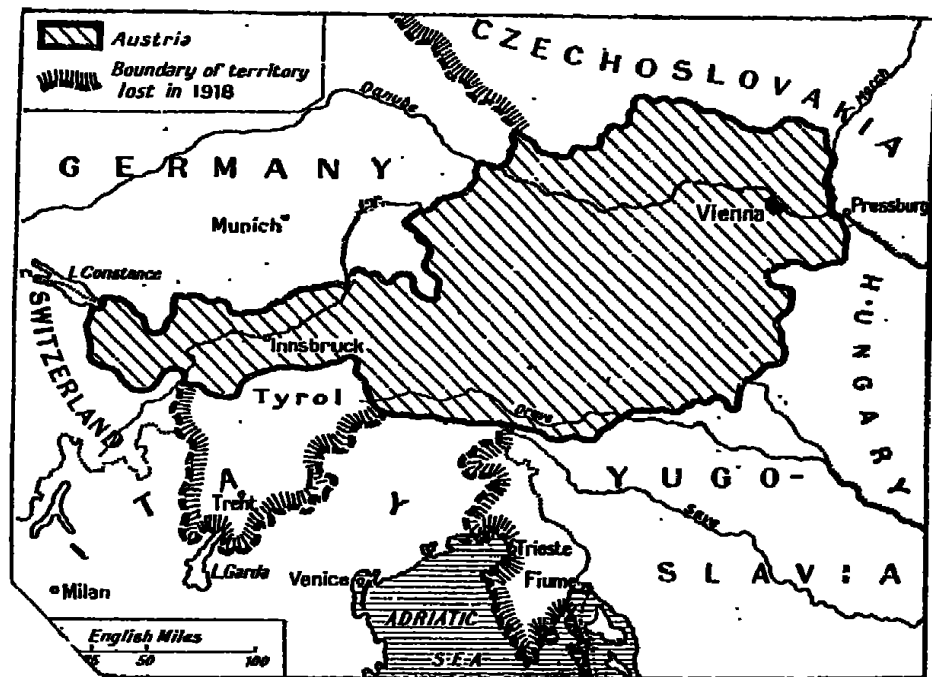 Austria
Boundary of territory
lost in 1918
CZECHOSLOVAKIA
Danube
March
GERMANY
Munich
Vienna
Pressburg
L.Constance
SWITZERLAND
Innsbruck
HUNGARY
Tyrol
Drave
ITALY
Trent
YUGO-
Save
L.Garda
Venice
Trieste
Fiume
SLAVIA
Milan
ADRIATIC
SEA
English Miles
50 100